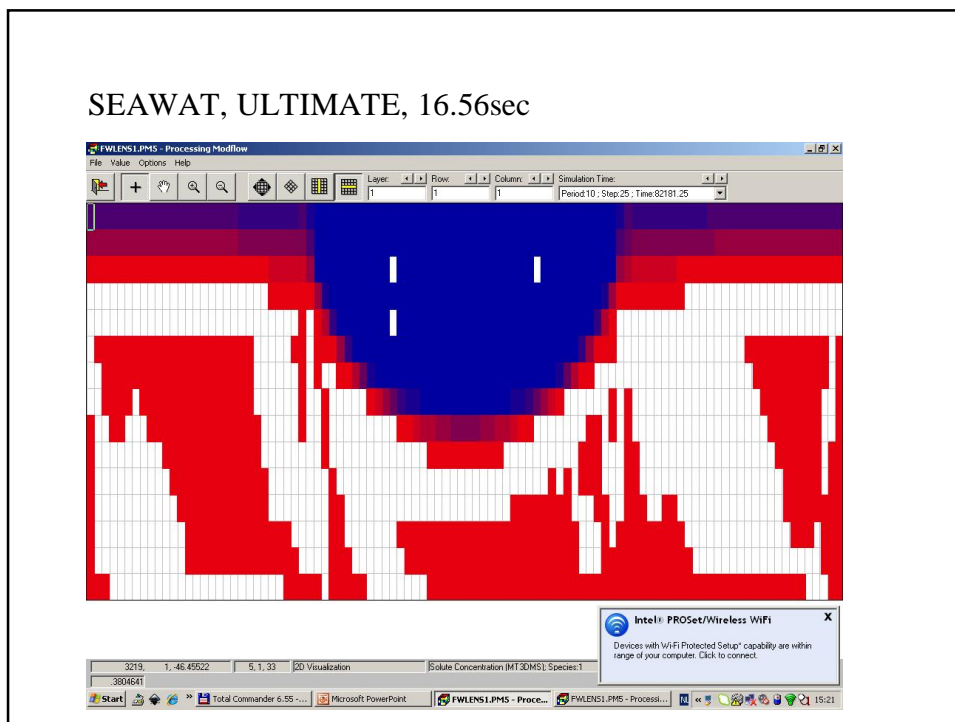 SEAWAT, ULTIMATE, 16.56sec
FWLENS1.PM5 - Processing Modflow
File Value Options Help
Layer: Row: Column: Simulation Time:
1 1 1 Period:10 ; Step:25 ; Time:82181.25
Intel® PROSet/Wireless WiFi X
Devices with Wi-Fi Protected Setup* capability are within
range of your computer. Click to connect.
3219, 1, -46.45522 5, 1, 33 2D Visualization Solute Concentration (MT3DMS); Species:1
.3804641
Start » Total Commander 6.55 -... Microsoft PowerPoint FWLENS1.PM5 - Proce... FWLENS1.PM5 - Processi... N « 15:21